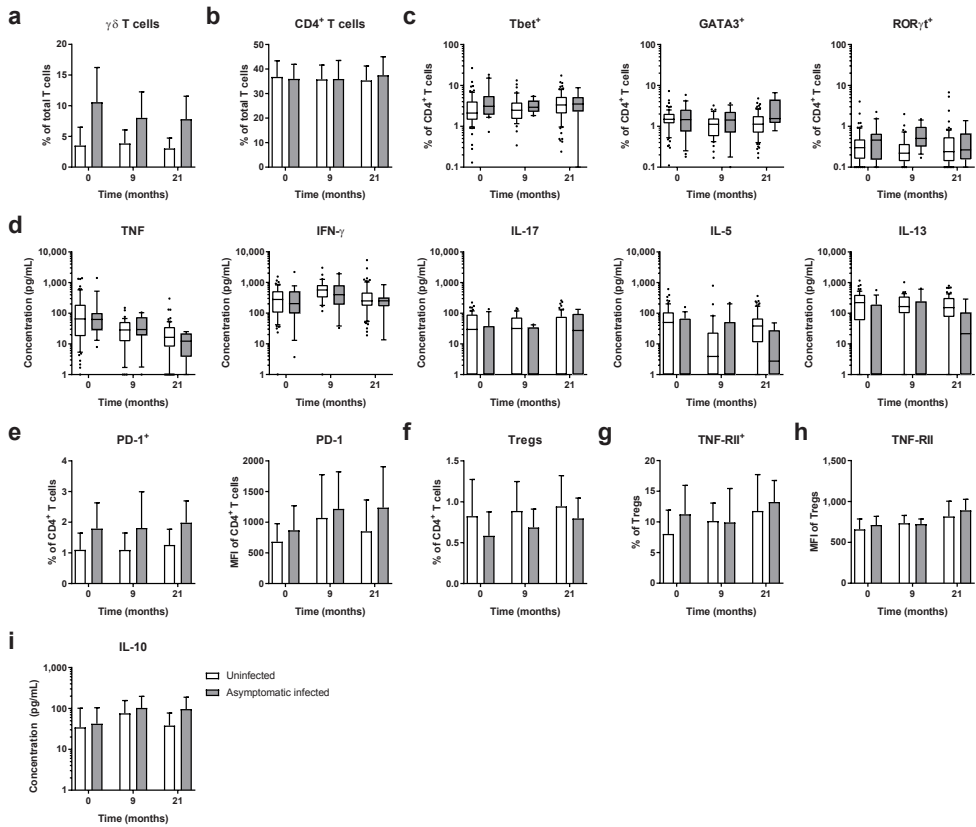 a
γδ T cells
% of total T cells
20
15
10
5
0
0 9 21
Time (months)
b
CD4+ T cells
% of total T cells
50
40
30
20
10
0
0 9 21
Time (months)
c
Tbet+
% of CD4+ T cells
100
10
1
0.1
0 9 21
Time (months)
GATA3+
% of CD4+ T cells
100
10
1
0.1
0 9 21
Time (months)
RORγt+
% of CD4+ T cells
100
10
1
0.1
0 9 21
Time (months)
d
TNF
Concentration (pg/mL)
10,000
1,000
100
10
1
0 9 21
Time (months)
IFN-γ
Concentration (pg/mL)
10,000
1,000
100
10
1
0 9 21
Time (months)
IL-17
Concentration (pg/mL)
10,000
1,000
100
10
1
0 9 21
Time (months)
IL-5
Concentration (pg/mL)
10,000
1,000
100
10
1
0 9 21
Time (months)
IL-13
Concentration (pg/mL)
10,000
1,000
100
10
1
0 9 21
Time (months)
e
PD-1+
% of CD4+ T cells
4
3
2
1
0
0 9 21
Time (months)
PD-1
MFI of CD4+ T cells
2000
1500
1000
500
0
0 9 21
Time (months)
f
Tregs
% of CD4+ T cells
1.5
1.0
0.5
0.0
0 9 21
Time (months)
g
TNF-RII+
% of Tregs
20
15
10
5
0
0 9 21
Time (months)
h
TNF-RII
MFI of Tregs
1,500
1000
500
0
0 9 21
Time (months)
i
IL-10
Concentration (pg/mL)
1,000
100
10
1
0 9 21
Time (months)
Uninfected
Asymptomatic infected